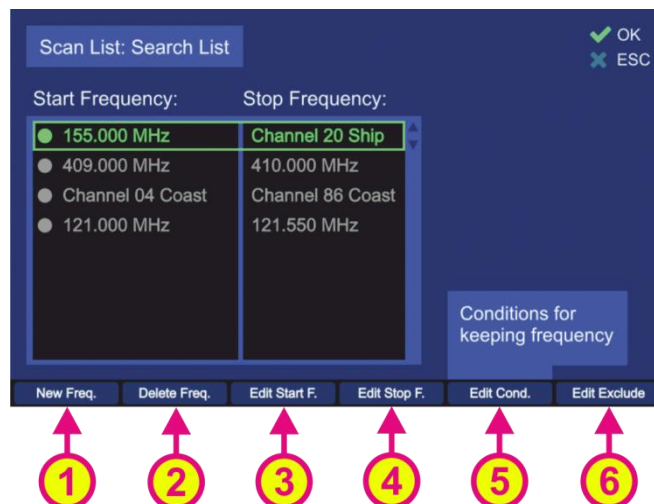 Scan List: Search List
OK
ESC
Start Frequency: Stop Frequency:
155.000 MHz Channel 20 Ship
409.000 MHz 410.000 MHz
Channel 04 Coast Channel 86 Coast
121.000 MHz 121.550 MHz
Conditions for
keeping frequency
New Freq. Delete Freq. Edit Start F. Edit Stop F. Edit Cond. Edit Exclude
1 2 3 4 5 6